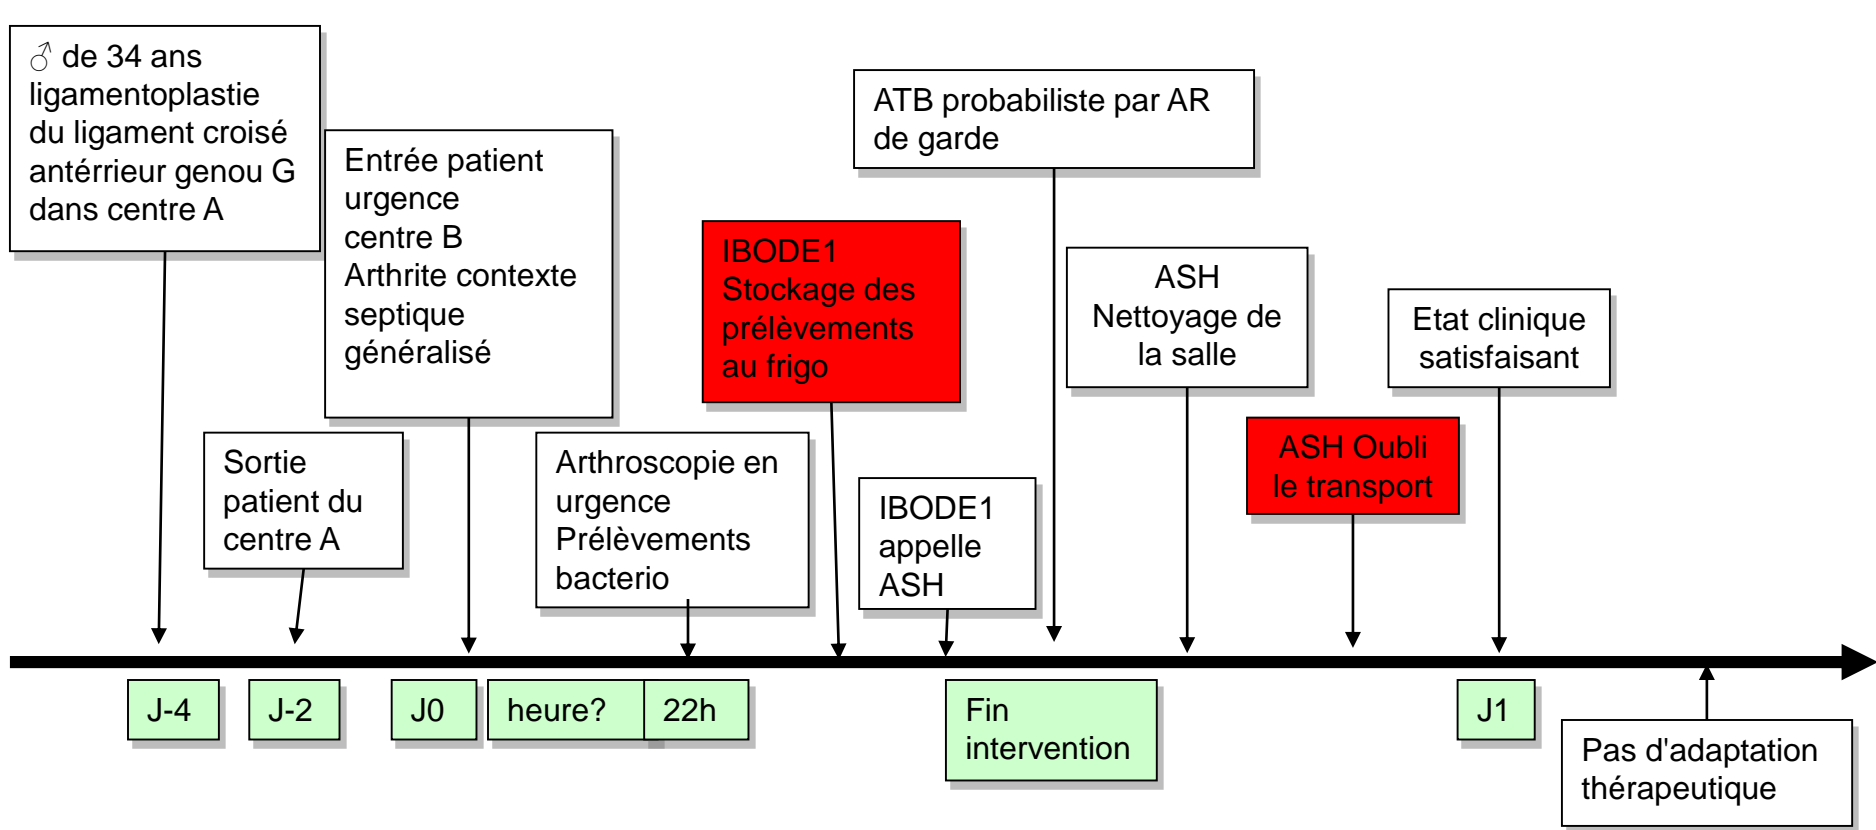 ♂ de 34 ans
ligamentoplastie
du ligament croisé
antérrieur genou G
dans centre A
Sortie
patient du
centre A
Entrée patient
urgence
centre B
Arthrite contexte
septique
généralisé
Arthroscopie en
urgence
Prélèvements
bacterio
IBODE1
Stockage des
prélèvements
au frigo
IBODE1
appelle
ASH
ATB probabiliste par AR
de garde
ASH
Nettoyage de
la salle
ASH Oubli
le transport
Etat clinique
satisfaisant
J-4
J-2
J0
heure?
22h
Fin
intervention
J1
Pas d'adaptation
thérapeutique